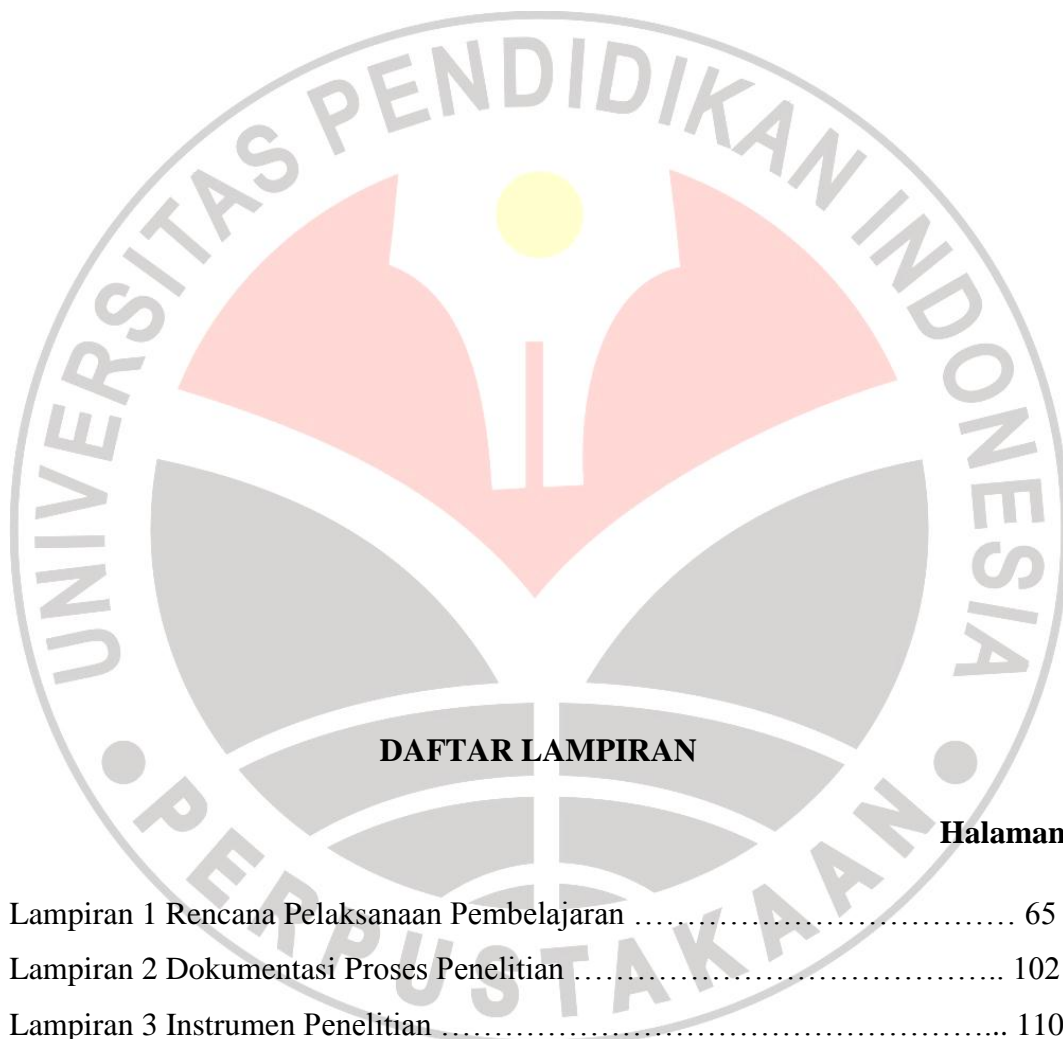 UNIVERSITAS PENDIDIKAN INDONESIA
• PERPUSTAKAAN •
DAFTAR LAMPIRAN
Halaman
Lampiran 1 Rencana Pelaksanaan Pembelajaran ……………………………… 65
Lampiran 2 Dokumentasi Proses Penelitian ………………………………….. 102
Lampiran 3 Instrumen Penelitian …………………………………………….. 110